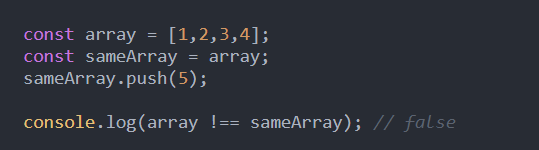 const array = [1,2,3,4];
const sameArray = array;
sameArray.push(5);
console.log(array !== sameArray); // false